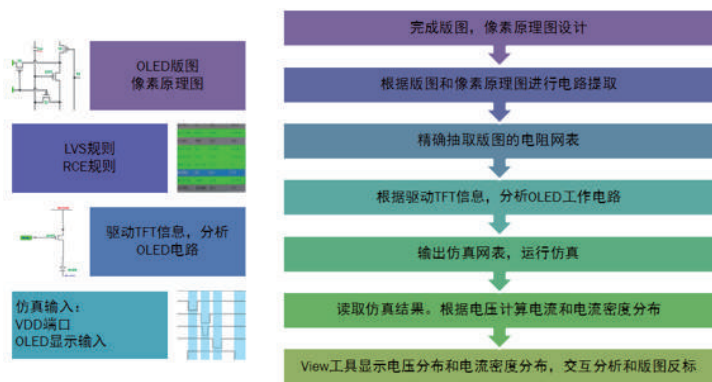 OLED版图
像素原理图
LVS规则
RCE规则
驱动TFT信息，分析
OLED电路
仿真输入：
VDD端口
OLED显示输入
完成版图，像素原理图设计
根据版图和像素原理图进行电路提取
精确抽取版图的电阻网表
根据驱动TFT信息，分析OLED工作电路
输出仿真网表，运行仿真
读取仿真结果。根据电压计算电流和电流密度分布
View工具显示电压分布和电流密度分布，交互分析和版图反标